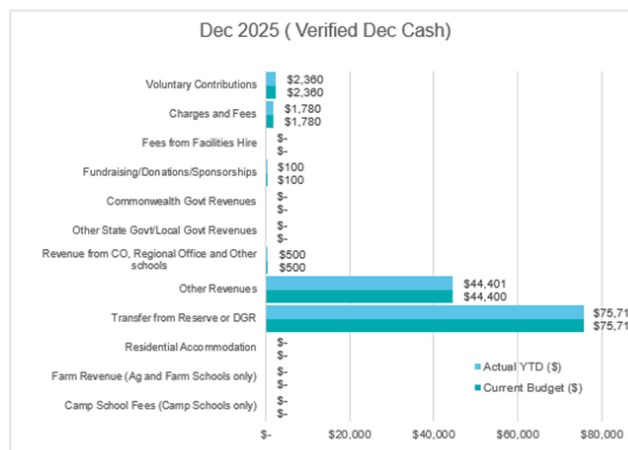 Dec 2025 ( Verified Dec Cash)
Voluntary Contributions
$2,360
$2,360
Charges and Fees
$1,780
$1,780
Fees from Facilities Hire
$-
$-
Fundraising/Donations/Sponsorships
$100
$100
Commonwealth Govt Revenues
$-
$-
Other State Govt/Local Govt Revenues
$-
$-
Revenue from CO, Regional Office and Other
schools
$500
$500
Other Revenues
$44,401
$44,400
Transfer from Reserve or DGR
$75,71
$75,71
Residential Accommodation
$-
$-
Farm Revenue (Ag and Farm Schools only)
$-
$-
Camp School Fees (Camp Schools only)
$-
$-
Actual YTD ($)
Current Budget ($)
$- $20,000 $40,000 $60,000 $80,000